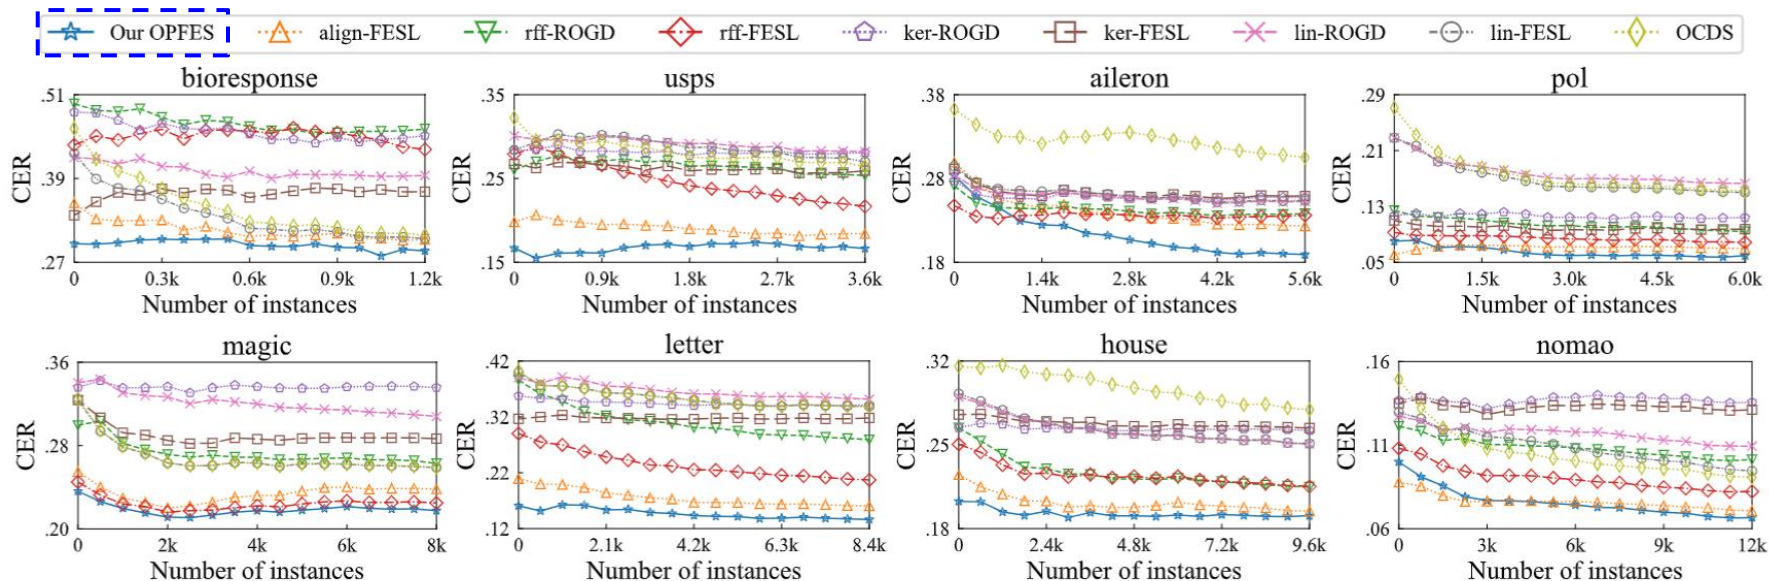 Our OPFES align-FESL rff-ROGD rff-FESL ker-ROGD ker-FESL lin-ROGD lin-FESL OCDS
bioresponse
.51
.39
.27
CER
0 0.3k 0.6k 0.9k 1.2k
Number of instances
usps
.35
.25
.15
CER
0 0.9k 1.8k 2.7k 3.6k
Number of instances
aileron
.38
.28
.18
CER
0 1.4k 2.8k 4.2k 5.6k
Number of instances
pol
.29
.21
.13
.05
CER
0 1.5k 3.0k 4.5k 6.0k
Number of instances
magic
.36
.28
.20
CER
0 2k 4k 6k 8k
Number of instances
letter
.42
.32
.22
.12
CER
0 2.1k 4.2k 6.3k 8.4k
Number of instances
house
.32
.25
.18
CER
0 2.4k 4.8k 7.2k 9.6k
Number of instances
nomao
.16
.11
.06
CER
0 3k 6k 9k 12k
Number of instances